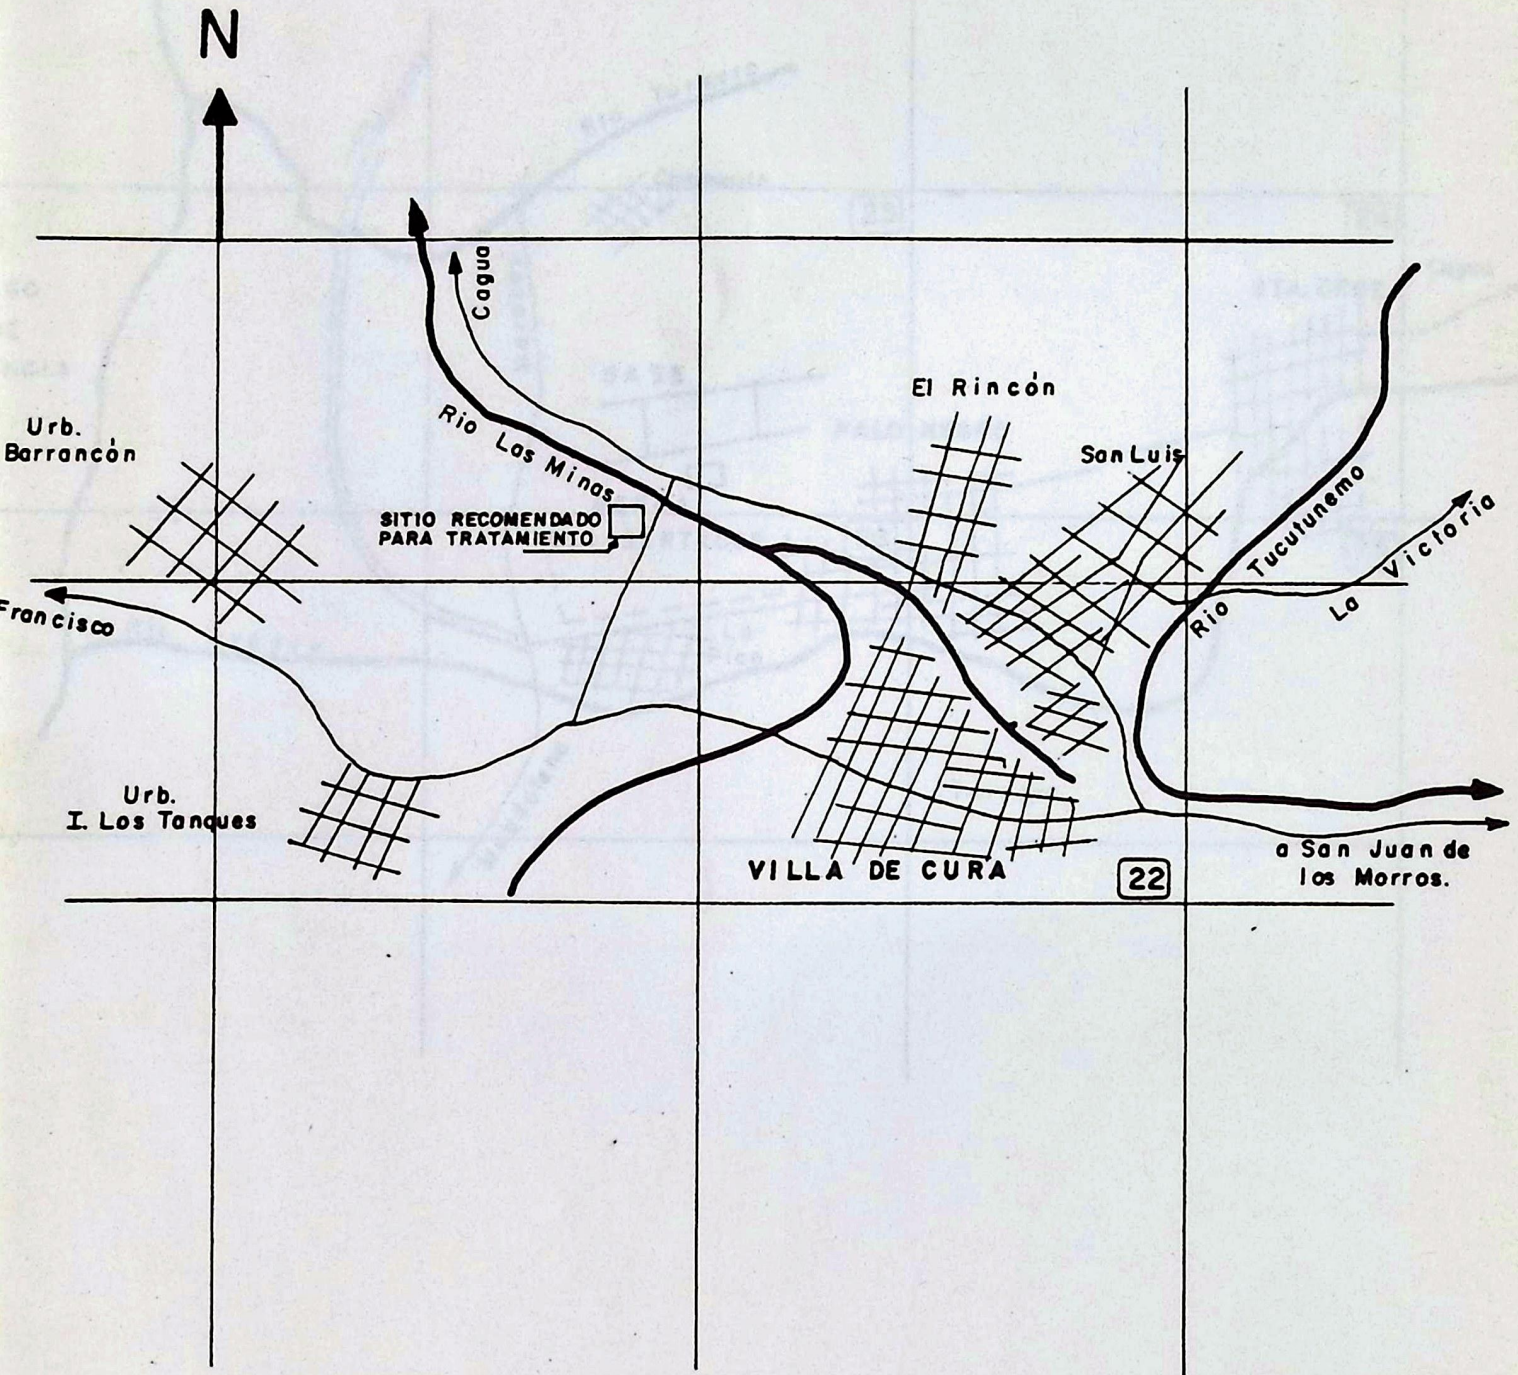 N
Cagua
El Rincón
Urb.
Barrancón
Rio Las Minas
San Luis
SITIO RECOMENDADO
PARA TRATAMIENTO
Rio Tucutunemo
La Victoria
Francisco
Urb.
I. Los Tanques
VILLA DE CURA
22
a San Juan de
los Morros.